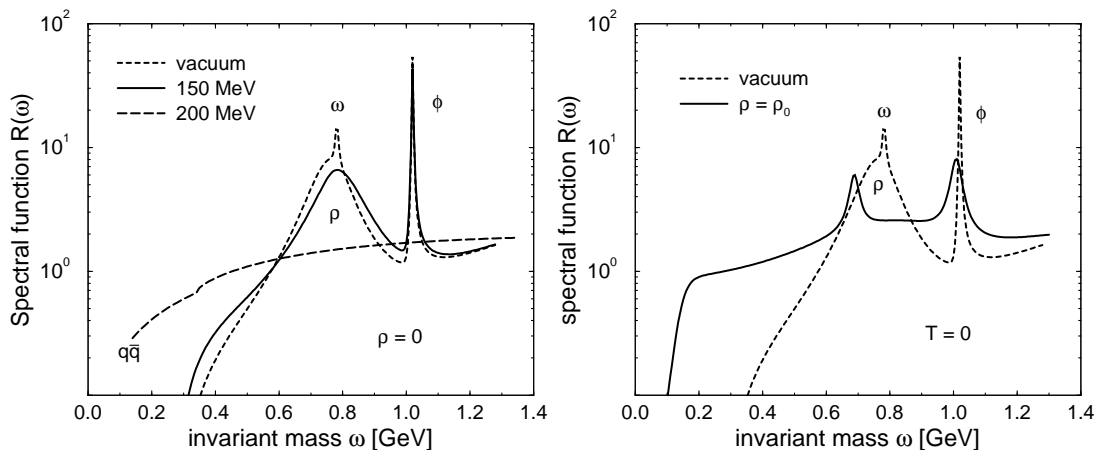 10²
10¹
10⁰
Spectral function R(ω)
vacuum
150 MeV
200 MeV
ω
ϕ
ρ
qq̄
ρ = 0
0.0 0.2 0.4 0.6 0.8 1.0 1.2 1.4
invariant mass ω [GeV]
10²
10¹
10⁰
spectral function R(ω)
vacuum
ρ = ρ₀
ω
ϕ
ρ
T = 0
0.0 0.2 0.4 0.6 0.8 1.0 1.2 1.4
invariant mass ω [GeV]